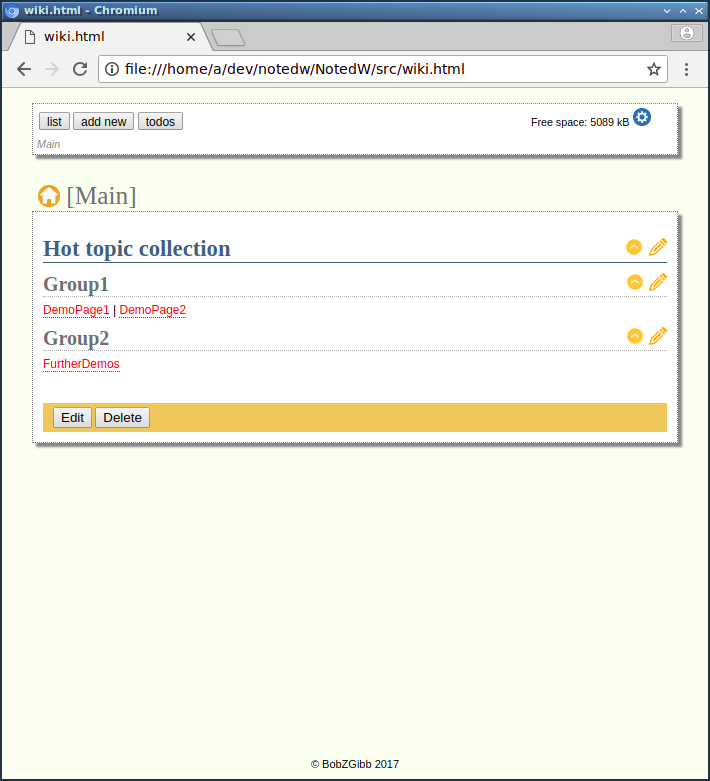 wiki.html - Chromium
wiki.html
file:///home/a/dev/notedw/NotedW/src/wiki.html
list add new todos Free space: 5089 kB
Main
[Main]
Hot topic collection
Group1
DemoPage1 | DemoPage2
Group2
FurtherDemos
Edit Delete
© BobZGibb 2017